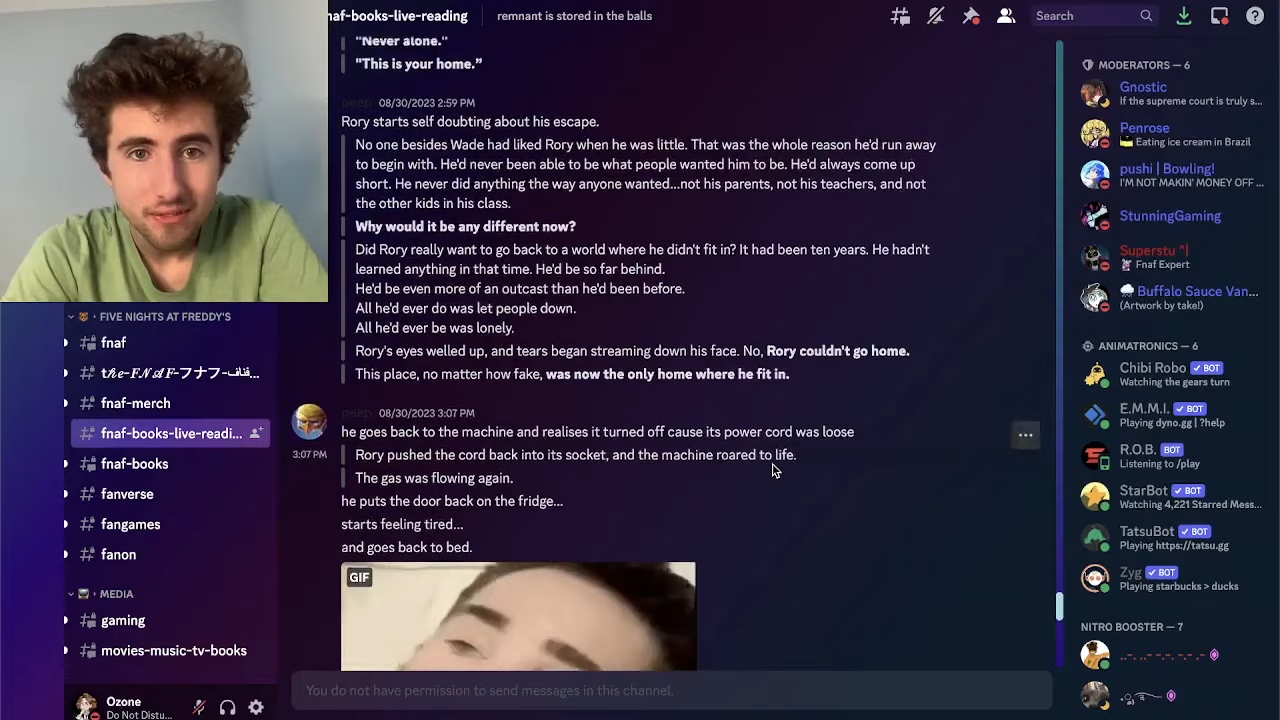 fnaf-books-live-reading
remnant is stored in the balls
Search
"Never alone."
"This is your home."
peep 08/30/2023 2:59 PM
Rory starts self doubting about his escape.
No one besides Wade had liked Rory when he was little. That was the whole reason he'd run away
to begin with. He'd never been able to be what people wanted him to be. He'd always come up
short. He never did anything the way anyone wanted...not his parents, not his teachers, and not
the other kids in his class.
Why would it be any different now?
Did Rory really want to go back to a world where he didn't fit in? It had been ten years. He hadn't
learned anything in that time. He'd be so far behind.
He'd be even more of an outcast than he'd been before.
All he'd ever do was let people down.
All he'd ever be was lonely.
Rory's eyes welled up, and tears began streaming down his face. No, Rory couldn't go home.
This place, no matter how fake, was now the only home where he fit in.
peep 08/30/2023 3:07 PM
he goes back to the machine and realises it turned off cause its power cord was loose
3:07 PM
Rory pushed the cord back into its socket, and the machine roared to life.
The gas was flowing again.
he puts the door back on the fridge...
starts feeling tired...
and goes back to bed.
GIF
You do not have permission to send messages in this channel.
FIVE NIGHTS AT FREDDY'S
fnaf
fnaf-merch
fnaf-books-live-readi...
fnaf-books
fanverse
fangames
fanon
MEDIA
gaming
movies-music-tv-books
Ozone
Do Not Distu...
MODERATORS — 6
Gnostic
If the supreme court is truly s...
Penrose
Eating ice cream in Brazil
pushi | Bowling!
I'M NOT MAKIN' MONEY OFF ...
StunningGaming
Superstu ^|
Fnaf Expert
Buffalo Sauce Van...
(Artwork by take!)
ANIMATRONICS — 6
Chibi Robo BOT
Watching the gears turn
E.M.M.I. BOT
Playing dyno.gg | ?help
R.O.B. BOT
Listening to /play
StarBot BOT
Watching 4,221 Starred Mess...
TatsuBot BOT
Playing https://tatsu.gg
Zyg BOT
Playing starbucks > ducks
NITRO BOOSTER — 7